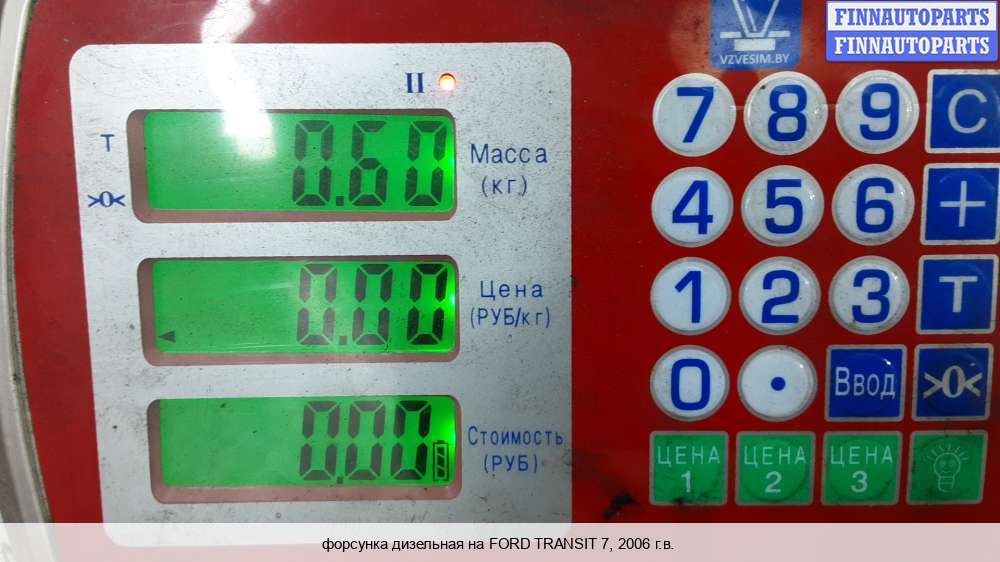 VZVESIM.BY
FINNAUTOPARTS
FINNAUTOPARTS
II
T
>0<
0.60
Масса
(кг)
0.00
Цена
(РУБ/кг)
0.00
Стоимость
(РУБ)
7 8 9 C
4 5 6 +
1 2 3 T
0 . Ввод >0<
ЦЕНА 1
ЦЕНА 2
ЦЕНА 3
форсунка дизельная на FORD TRANSIT 7, 2006 г.в.